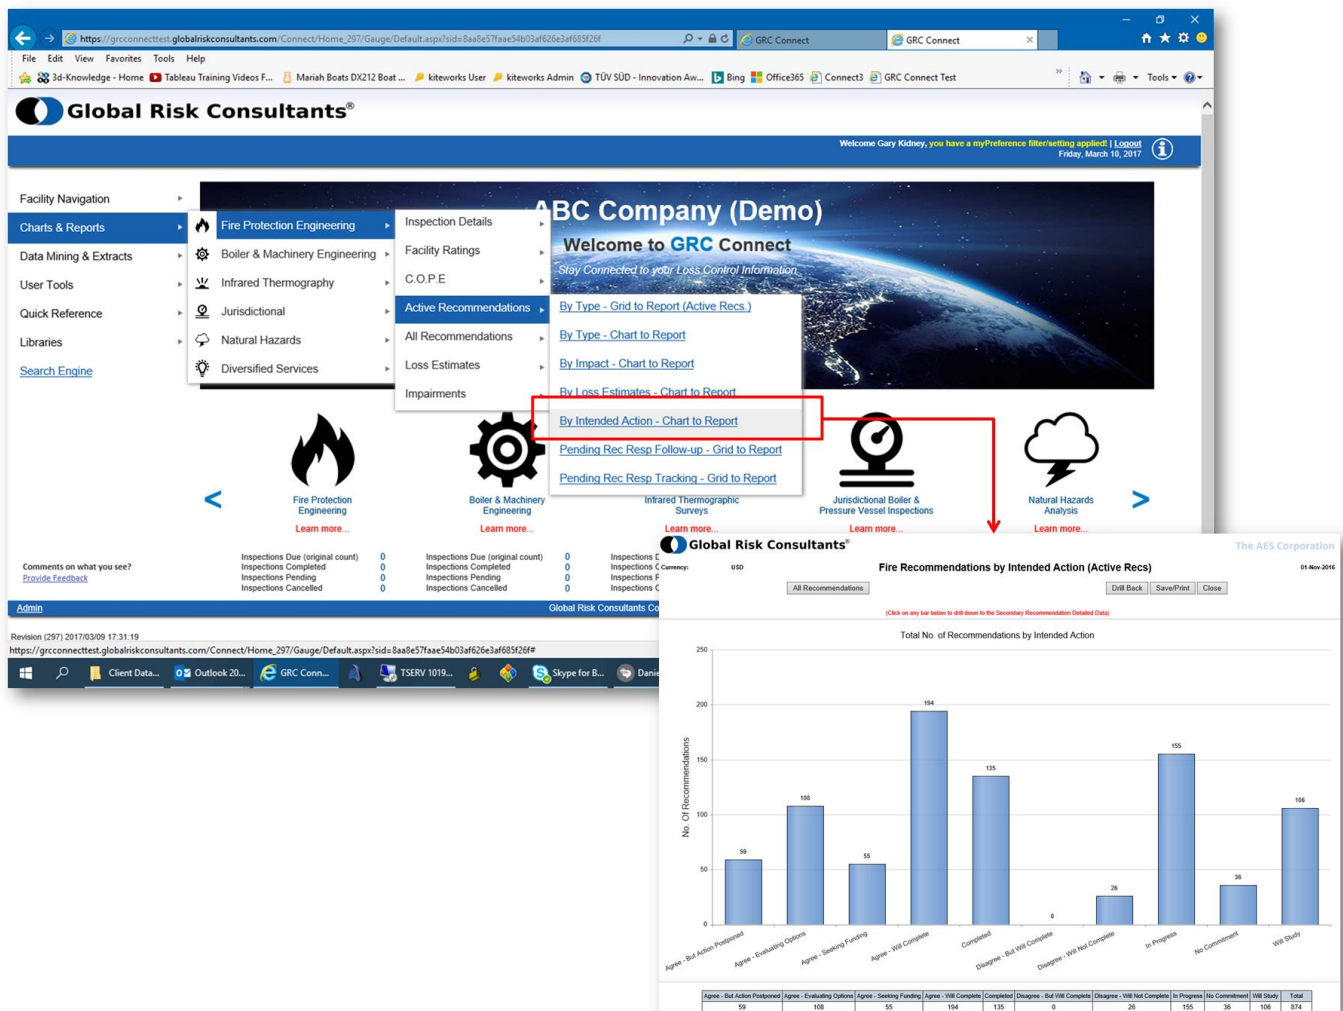 https://grcconnecttest.globalriskconsultants.com/Connect/Home_297/Gauge/Default.aspx?sid=8aa8e57faae54b03af626e3af685f26f
GRC Connect
GRC Connect
File Edit View Favorites Tools Help
3d-Knowledge - Home Tableau Training Videos F... Mariah Boats DX212 Boat ... kiteworks User kiteworks Admin TÜV SÜD - Innovation Aw... Bing Office365 Connect3 GRC Connect Test Tools
Global Risk Consultants®
Welcome Gary Kidney, you have a myPreference filter/setting applied! | Logout
Friday, March 10, 2017
Facility Navigation
Charts & Reports
Data Mining & Extracts
User Tools
Quick Reference
Libraries
Search Engine
Fire Protection Engineering
Boiler & Machinery Engineering
Infrared Thermography
Jurisdictional
Natural Hazards
Diversified Services
Inspection Details
Facility Ratings
C.O.P.E
Active Recommendations
All Recommendations
Loss Estimates
Impairments
ABC Company (Demo)
Welcome to GRC Connect
Stay Connected to your Loss Control Information
By Type - Grid to Report (Active Recs.)
By Type - Chart to Report
By Impact - Chart to Report
By Loss Estimates - Chart to Report
By Intended Action - Chart to Report
Pending Rec Resp Follow-up - Grid to Report
Pending Rec Resp Tracking - Grid to Report
<
Fire Protection
Engineering
Learn more...
Boiler & Machinery
Engineering
Learn more...
Infrared Thermographic
Surveys
Learn more...
Jurisdictional Boiler &
Pressure Vessel Inspections
Learn more...
Natural Hazards
Analysis
Learn more...
>
Inspections Due (original count) 0
Inspections Completed 0
Inspections Pending 0
Inspections Cancelled 0
Inspections Due (original count) 0
Inspections Completed 0
Inspections Pending 0
Inspections Cancelled 0
Inspections
Inspections
Inspections
Inspections
Comments on what you see?
Provide Feedback
Admin
Global Risk Consultants Co
Revision (297) 2017/03/09 17:31:19
https://grcconnecttest.globalriskconsultants.com/Connect/Home_297/Gauge/Default.aspx?sid=8aa8e57faae54b03af626e3af685f26f#
Client Data... Outlook 20... GRC Conn... TSERV 1019... Skype for B... Danie
Global Risk Consultants®
The AES Corporation
Currency: USD
Fire Recommendations by Intended Action (Active Recs)
01-Nov-2016
All Recommendations Drill Back Save/Print Close
(Click on any bar below to drill down to the Secondary Recommendation Detailed Data)
Total No. of Recommendations by Intended Action
No. Of Recommendations
250
200
150
100
50
0
59
108
55
194
135
0
26
155
36
106
Agree - But Action Postponed
Agree - Evaluating Options
Agree - Seeking Funding
Agree - Will Complete
Completed
Disagree - But Will Complete
Disagree - Will Not Complete
In Progress
No Commitment
Will Study
Agree - But Action Postponed Agree - Evaluating Options Agree - Seeking Funding Agree - Will Complete Completed Disagree - But Will Complete Disagree - Will Not Complete In Progress No Commitment Will Study Total
59 108 55 194 135 0 26 155 36 106 874